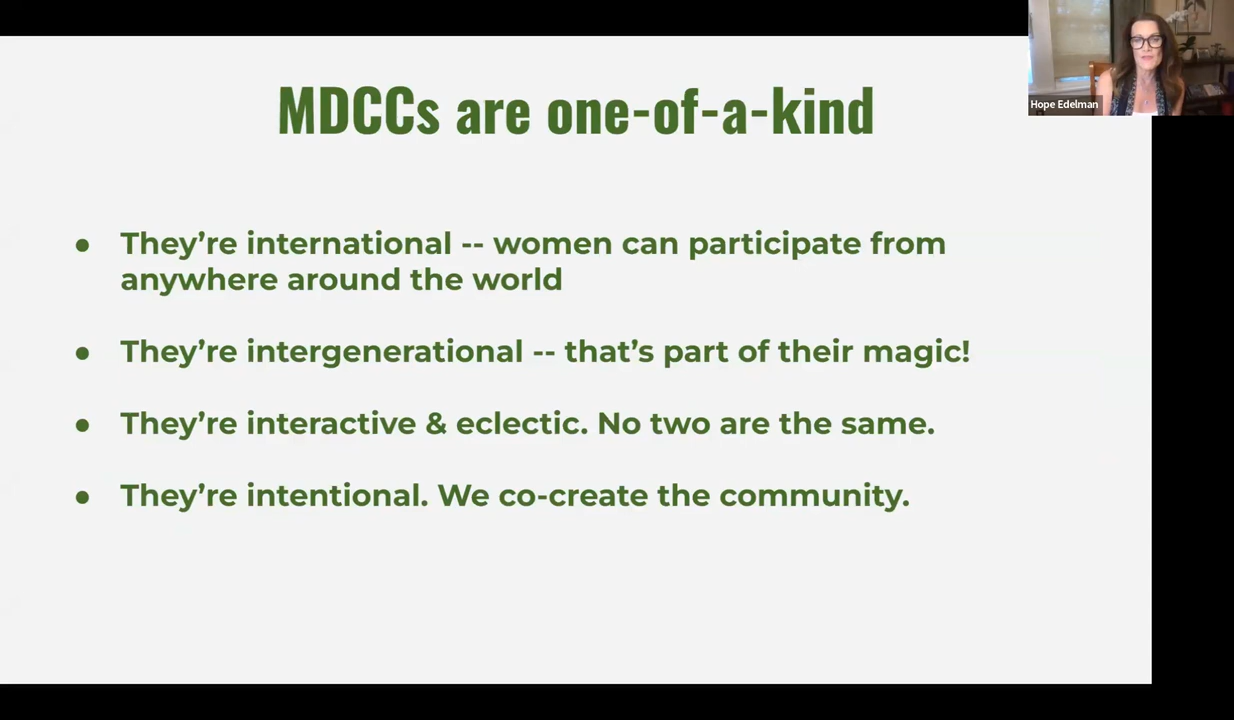 MDCCs are one-of-a-kind
Hope Edelman
● They’re international -- women can participate from
anywhere around the world
● They’re intergenerational -- that’s part of their magic!
● They’re interactive & eclectic. No two are the same.
● They’re intentional. We co-create the community.